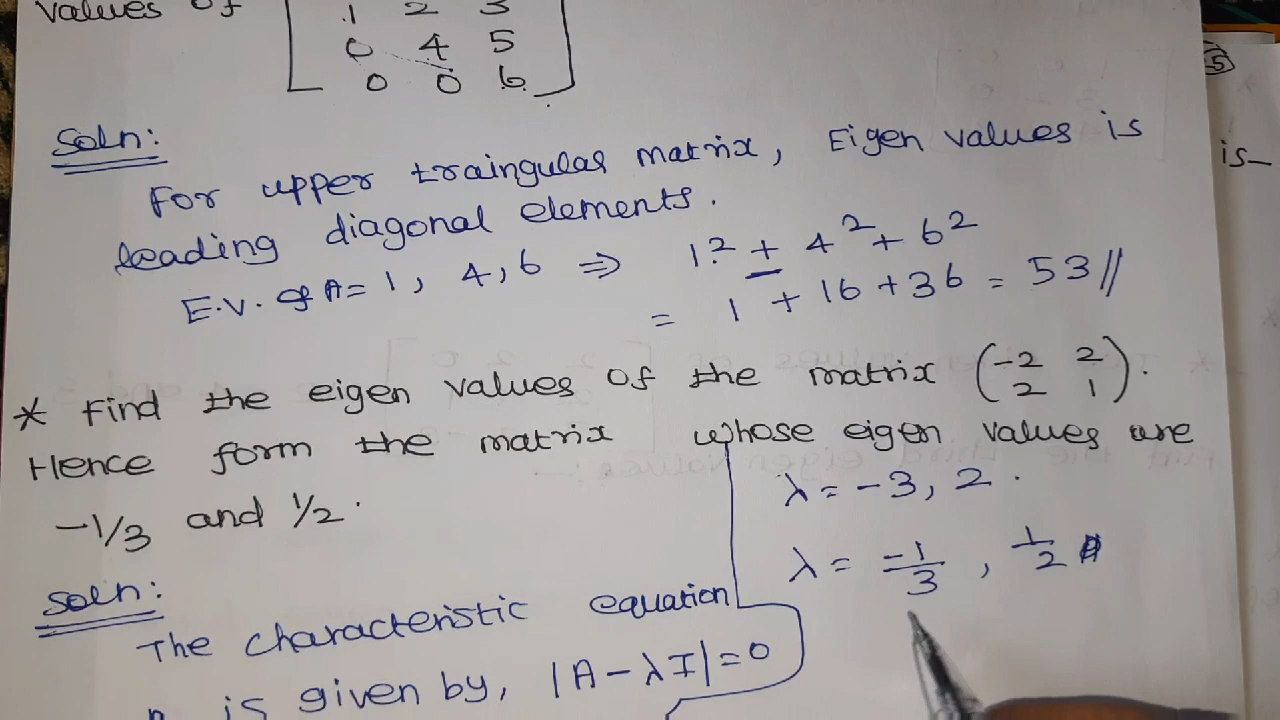 values of [ 1 2 3
0 4 5
0 0 6 ]
Soln:
For upper traingular matrix, Eigen values is
leading diagonal elements.
E.V. of A = 1, 4, 6 ⇒ 1² + 4² + 6²
= 1 + 16 + 36 = 53 //
* Find the eigen values of the matrix (-2 2
2 1).
Hence form the matrix whose eigen values are
-1/3 and 1/2.
λ = -3, 2.
λ = -1/3, 1/2 //
Soln:
The characteristic equation
is given by, |A - λI| = 0
5
is